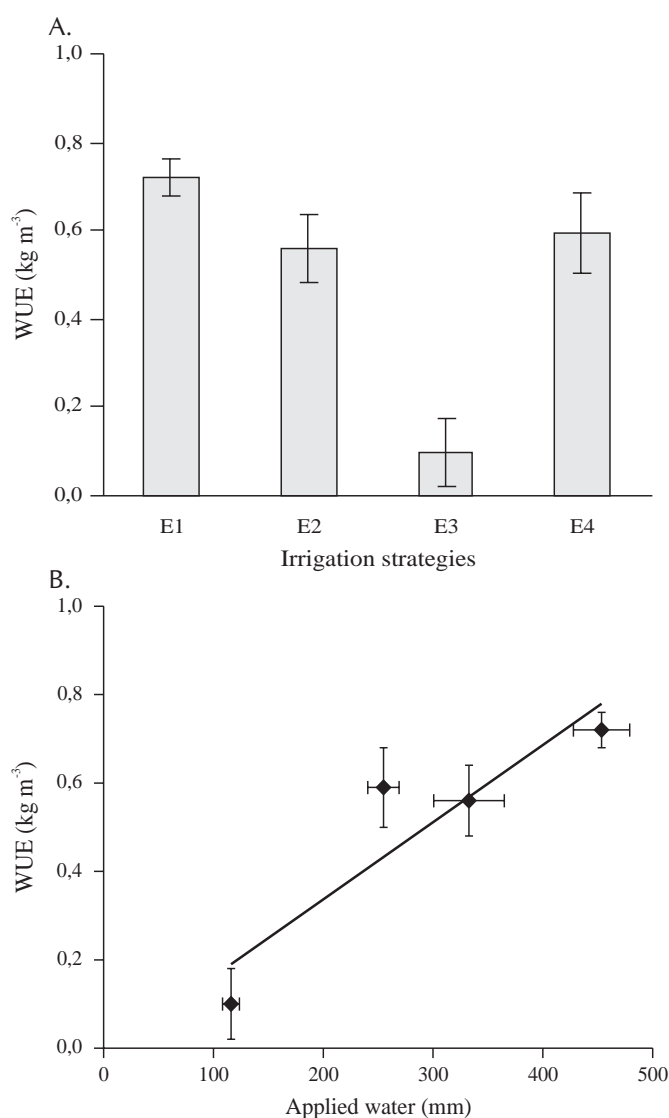 A.
1,0
0,8
0,6
0,4
0,2
0,0
WUE (kg m⁻³)
E1 E2 E3 E4
Irrigation strategies
B.
1,0
0,8
0,6
0,4
0,2
0,0
WUE (kg m⁻³)
0 100 200 300 400 500
Applied water (mm)